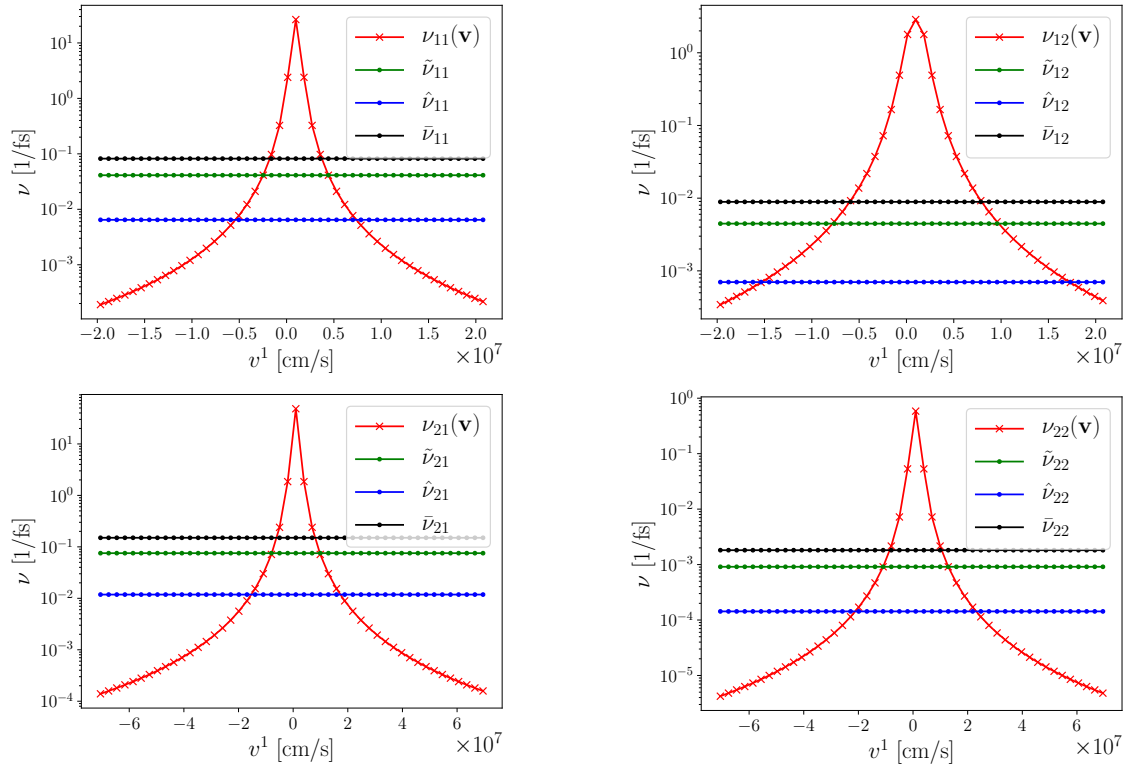 10¹
10⁰
10⁻¹
10⁻²
10⁻³
ν [1/fs]
−2.0 −1.5 −1.0 −0.5 0.0 0.5 1.0 1.5 2.0
×10⁷
v¹ [cm/s]
ν₁₁(𝐯)
ν̃₁₁
ν̂₁₁
ν̄₁₁
10⁰
10⁻¹
10⁻²
10⁻³
ν [1/fs]
−2.0 −1.5 −1.0 −0.5 0.0 0.5 1.0 1.5 2.0
×10⁷
v¹ [cm/s]
ν₁₂(𝐯)
ν̃₁₂
ν̂₁₂
ν̄₁₂
10¹
10⁰
10⁻¹
10⁻²
10⁻³
10⁻⁴
ν [1/fs]
−6 −4 −2 0 2 4 6
×10⁷
v¹ [cm/s]
ν₂₁(𝐯)
ν̃₂₁
ν̂₂₁
ν̄₂₁
10⁰
10⁻¹
10⁻²
10⁻³
10⁻⁴
10⁻⁵
ν [1/fs]
−6 −4 −2 0 2 4 6
×10⁷
v¹ [cm/s]
ν₂₂(𝐯)
ν̃₂₂
ν̂₂₂
ν̄₂₂